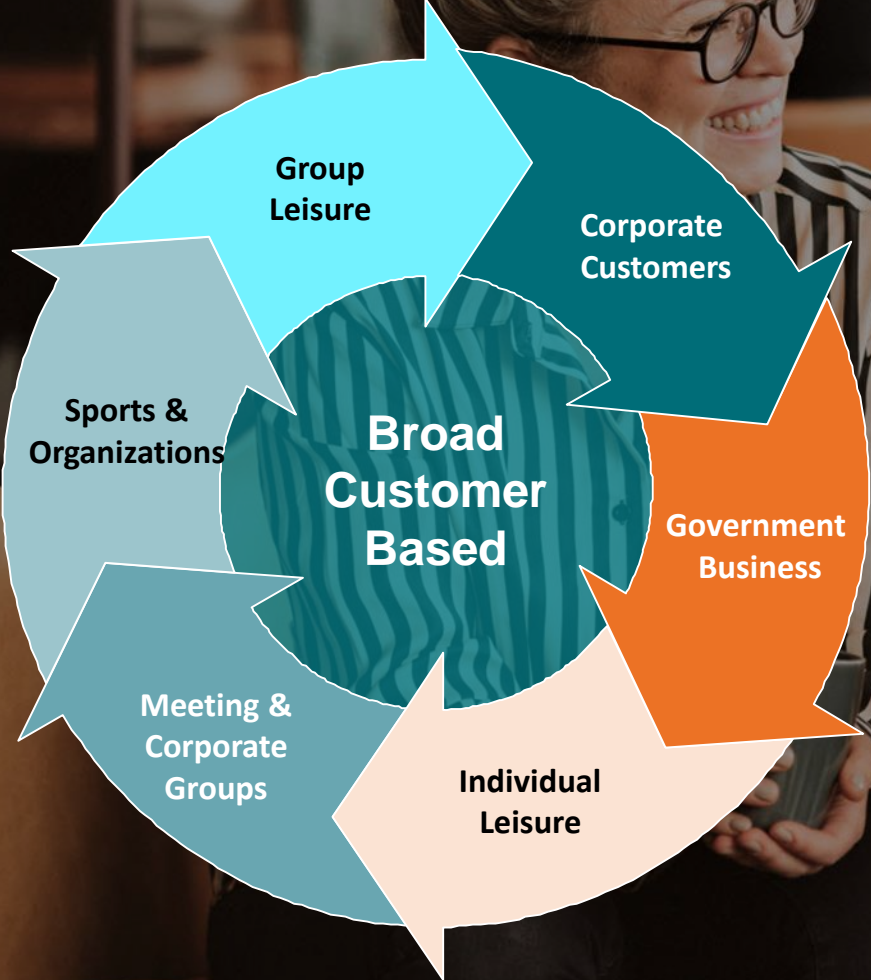 Group
Leisure
Corporate
Customers
Government
Business
Individual
Leisure
Meeting &
Corporate
Groups
Sports &
Organizations
Broad
Customer
Based